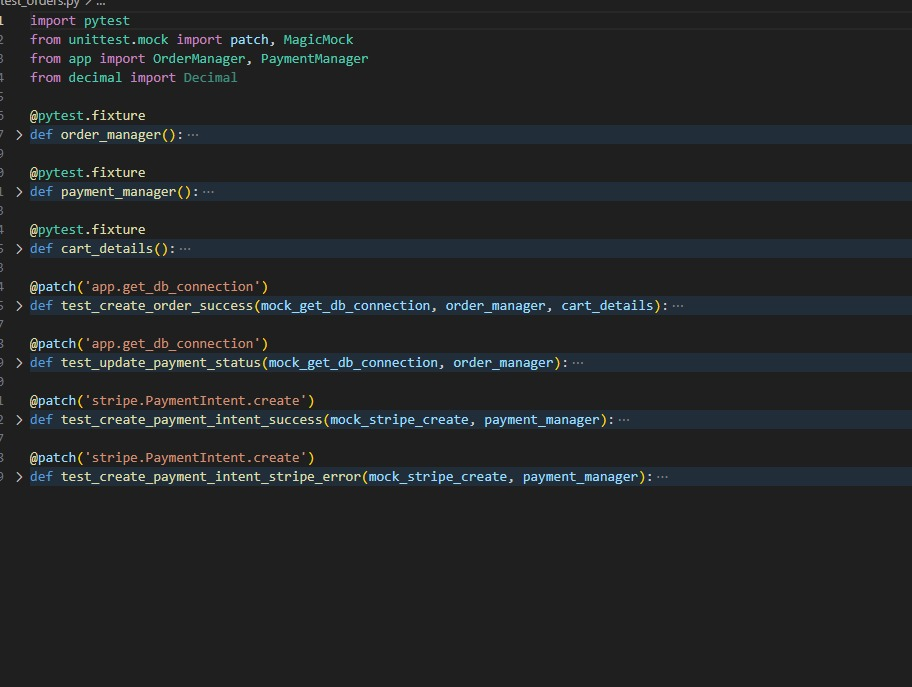 test_orders.py > ...
import pytest
from unittest.mock import patch, MagicMock
from app import OrderManager, PaymentManager
from decimal import Decimal
@pytest.fixture
> def order_manager(): ...
@pytest.fixture
> def payment_manager(): ...
@pytest.fixture
> def cart_details(): ...
@patch('app.get_db_connection')
> def test_create_order_success(mock_get_db_connection, order_manager, cart_details): ...
@patch('app.get_db_connection')
> def test_update_payment_status(mock_get_db_connection, order_manager): ...
@patch('stripe.PaymentIntent.create')
> def test_create_payment_intent_success(mock_stripe_create, payment_manager): ...
@patch('stripe.PaymentIntent.create')
> def test_create_payment_intent_stripe_error(mock_stripe_create, payment_manager): ...